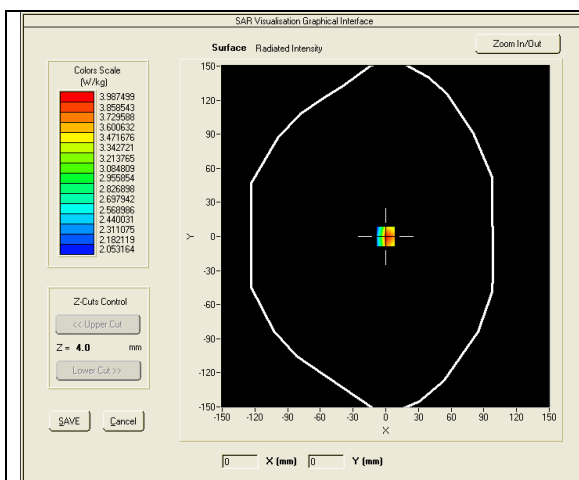 SAR Visualisation Graphical Interface
Surface Radiated Intensity
Zoom In/Out
Colors Scale
(W/kg)
3.987499
3.858543
3.729588
3.600632
3.471676
3.342721
3.213765
3.084809
2.955854
2.826898
2.697942
2.568986
2.440031
2.311075
2.182119
2.053164
Z-Cuts Control
<< Upper Cut
Z = 4.0 mm
Lower Cut >>
SAVE Cancel
150-
120-
90-
60-
30-
Y 0-
-30-
-60-
-90-
-120-
-150-
-150 -120 -90 -60 -30 0 30 60 90 120 150
X
0 X (mm) 0 Y (mm)